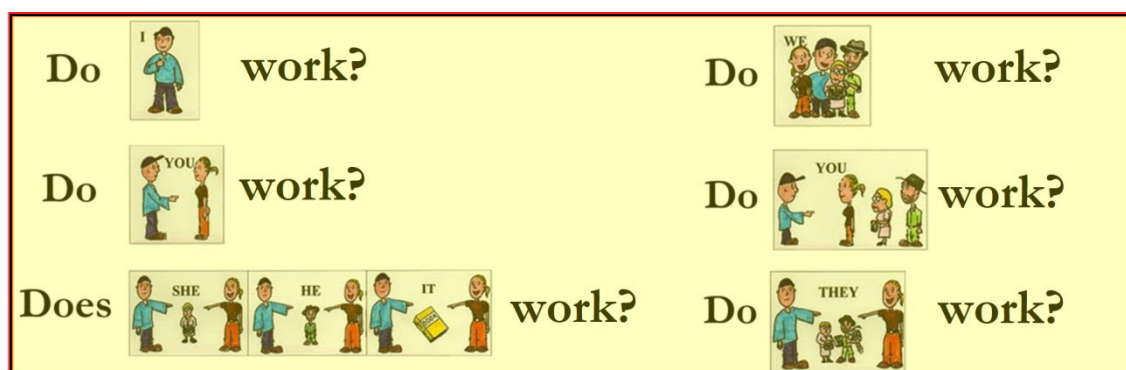 Do I work?
Do YOU work?
Does SHE HE IT work?
Do WE work?
Do YOU work?
Do THEY work?